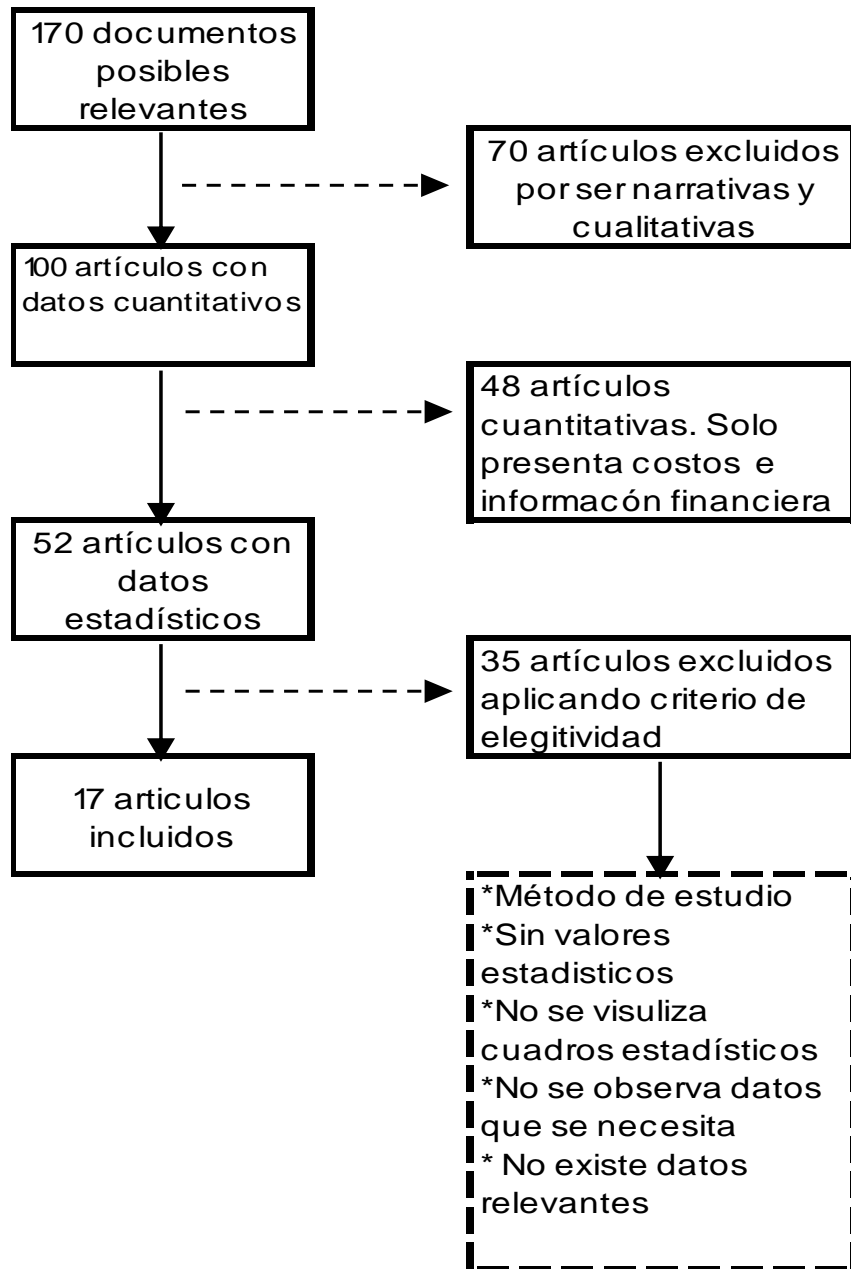 170 documentos
posibles
relevantes
70 artículos excluidos
por ser narrativas y
cualitativas
100 artículos con
datos cuantitativos
48 artículos
cuantitativas. Solo
presenta costos e
informacón financiera
52 artículos con
datos
estadísticos
35 artículos excluidos
aplicando criterio de
elegitividad
17 articulos
incluidos
*Método de estudio
*Sin valores
estadisticos
*No se visuliza
cuadros estadísticos
*No se observa datos
que se necesita
* No existe datos
relevantes